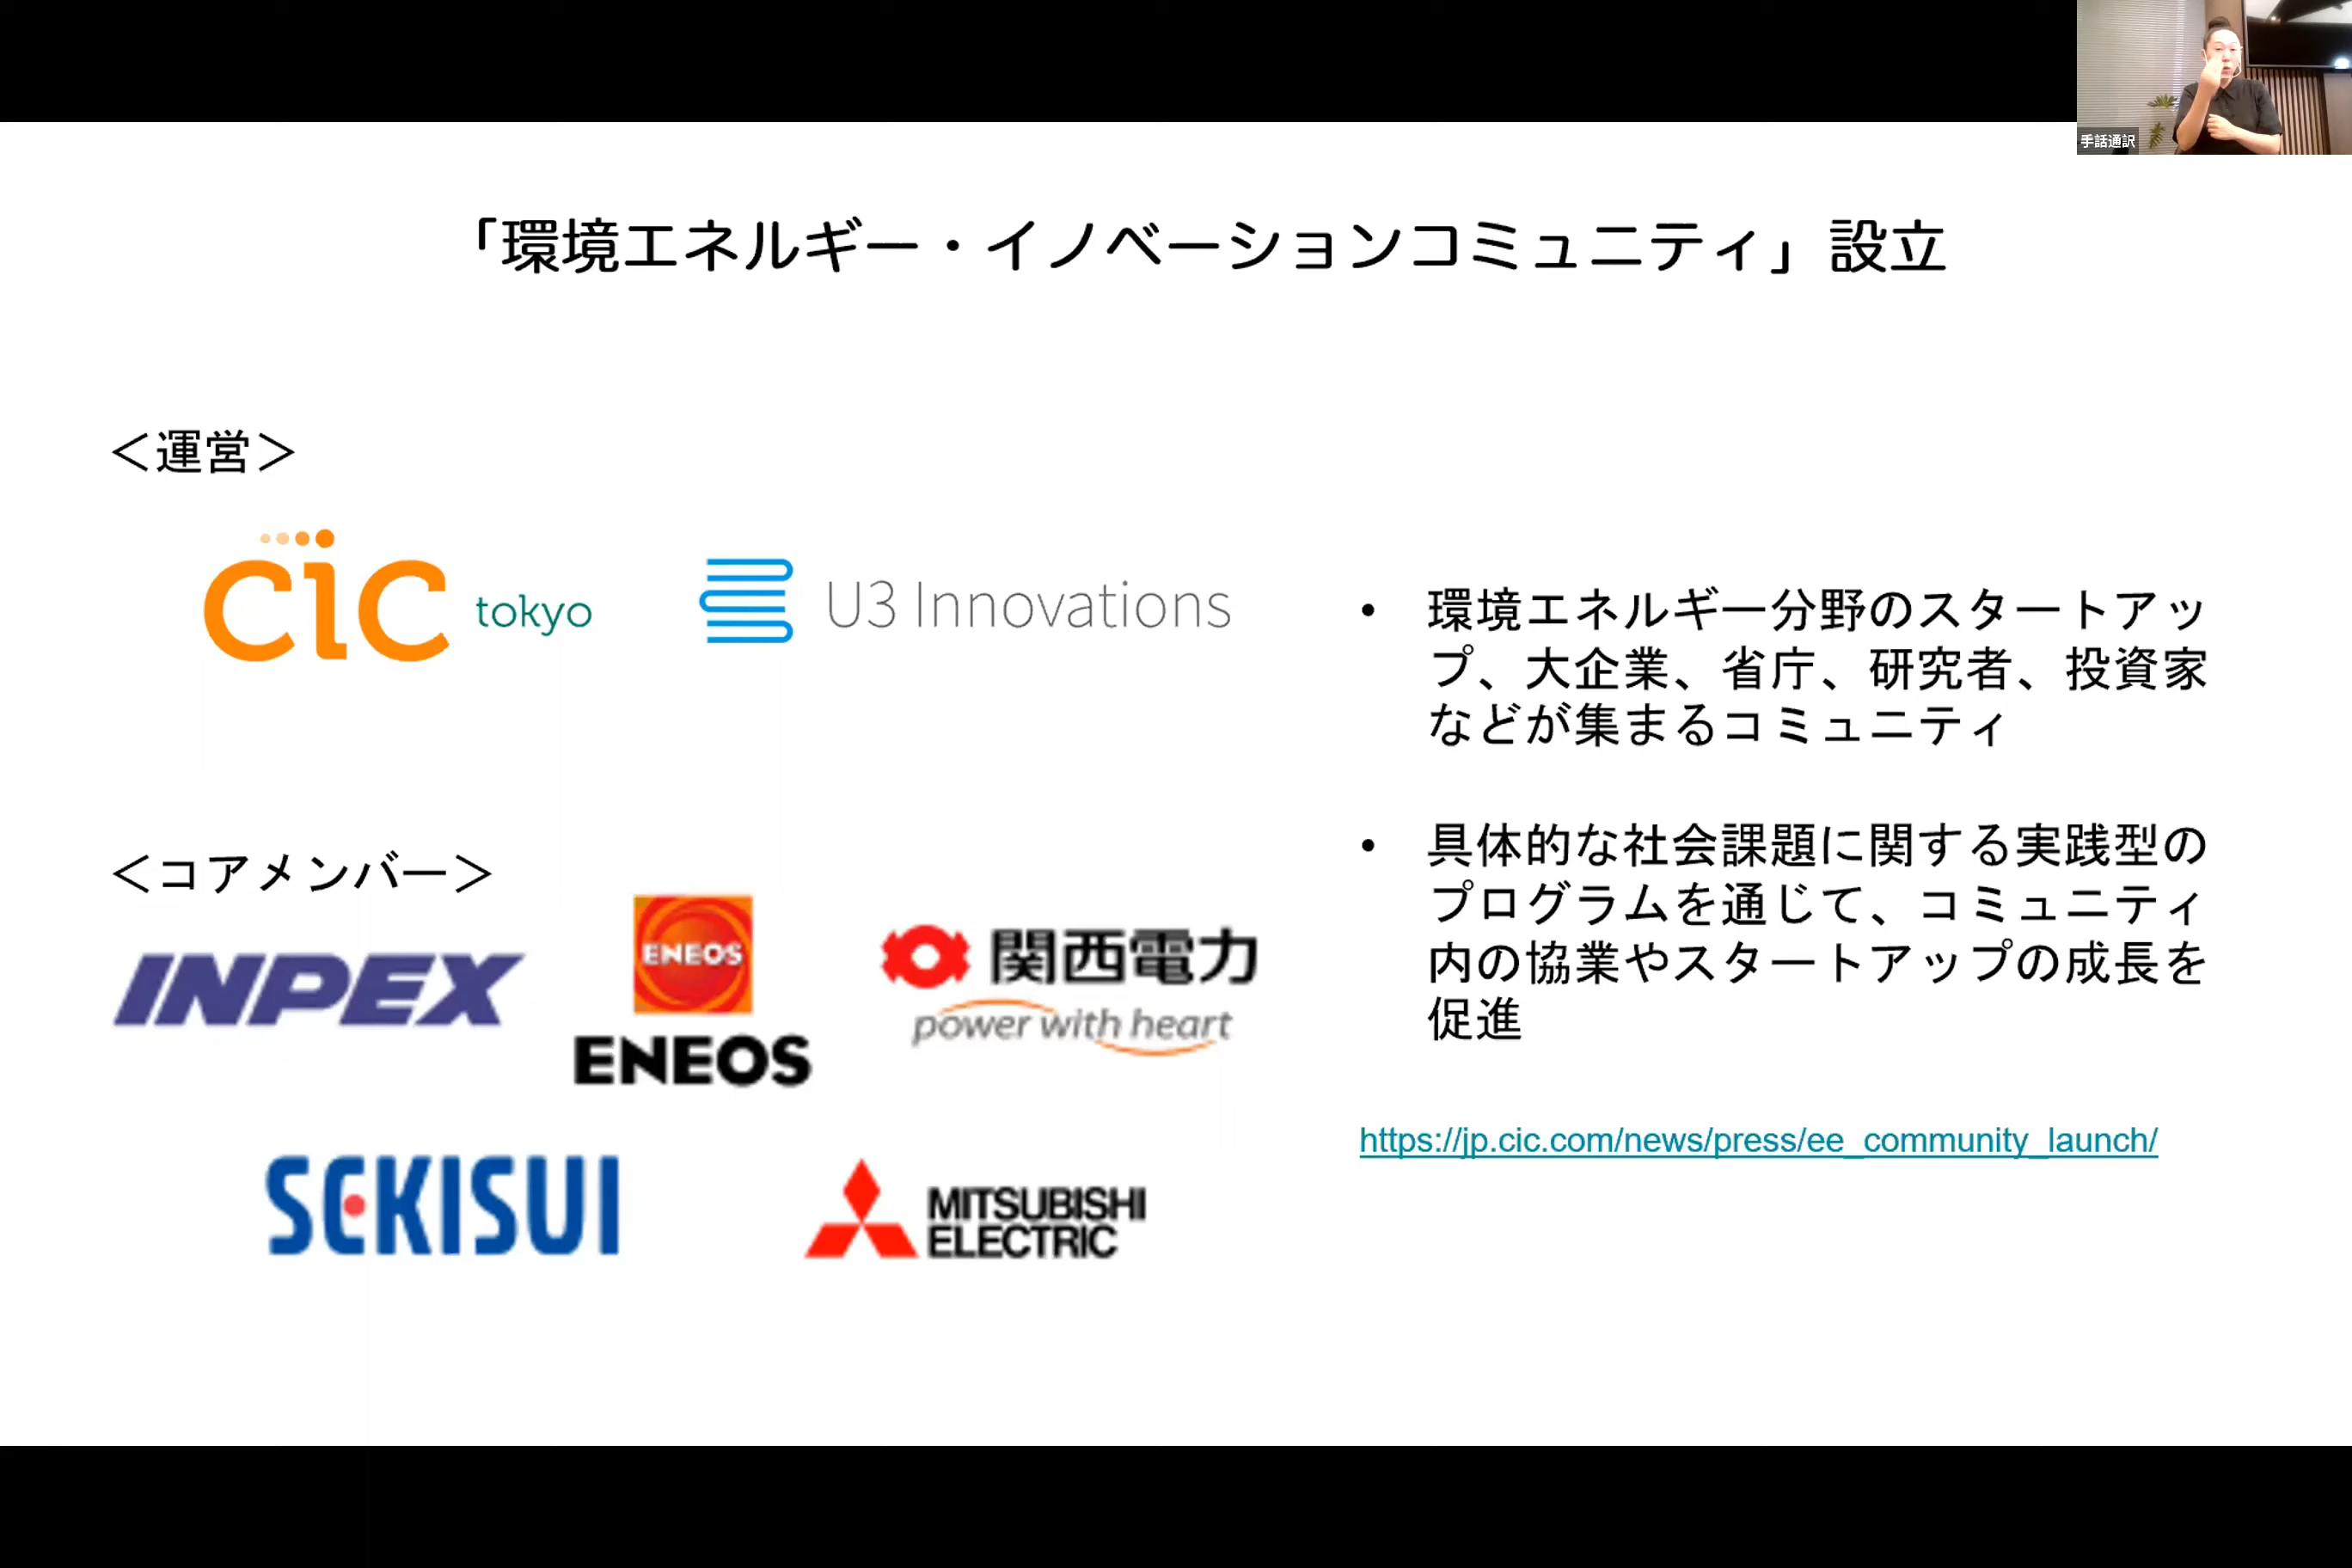 手話通訳
「環境エネルギー・イノベーションコミュニティ」設立
＜運営＞
cic tokyo
U3 Innovations
＜コアメンバー＞
INPEX
ENEOS
ENEOS
関西電力
power with heart
SEKISUI
MITSUBISHI
ELECTRIC
• 環境エネルギー分野のスタートアッ
プ、大企業、省庁、研究者、投資家
などが集まるコミュニティ
• 具体的な社会課題に関する実践型の
プログラムを通じて、コミュニティ
内の協業やスタートアップの成長を
促進
https://jp.cic.com/news/press/ee_community_launch/